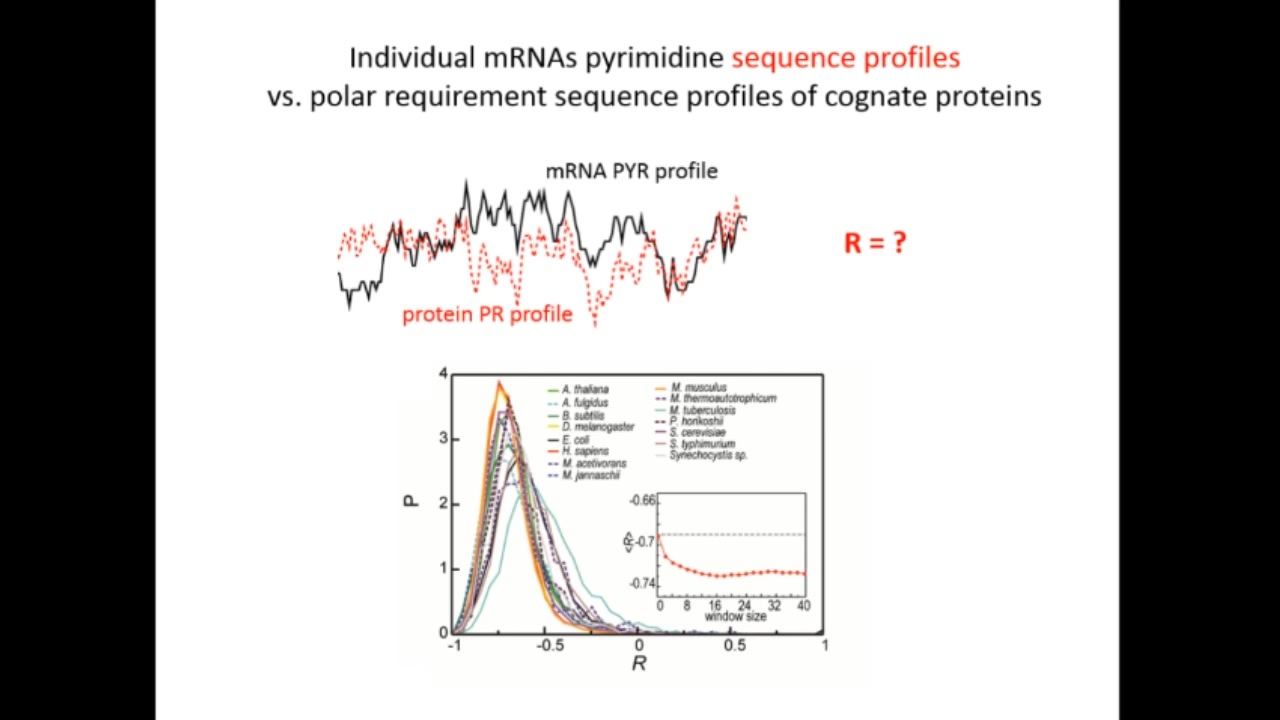 Individual mRNAs pyrimidine sequence profiles
vs. polar requirement sequence profiles of cognate proteins
mRNA PYR profile
R = ?
protein PR profile
4
3
2
1
0
P
A. thaliana
A. fulgidus
B. subtilis
D. melanogaster
E. coli
H. sapiens
M. acetivorans
M. jannaschii
M. musculus
M. thermoautotrophicum
M. tuberculosis
P. horikoshii
S. cerevisiae
S. typhimurium
Synechocystis sp.
-0.66
-0.7
-0.74
<R>
0 8 16 24 32 40
window size
-1 -0.5 0 0.5 1
R